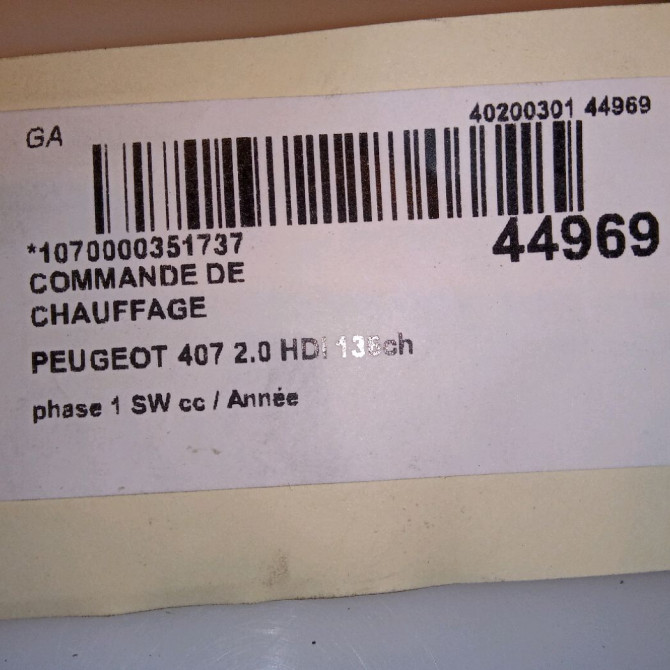 GA
40200301 44969
*1070000351737
44969
COMMANDE DE
CHAUFFAGE
PEUGEOT 407 2.0 HDI 136ch
phase 1 SW cc / Année